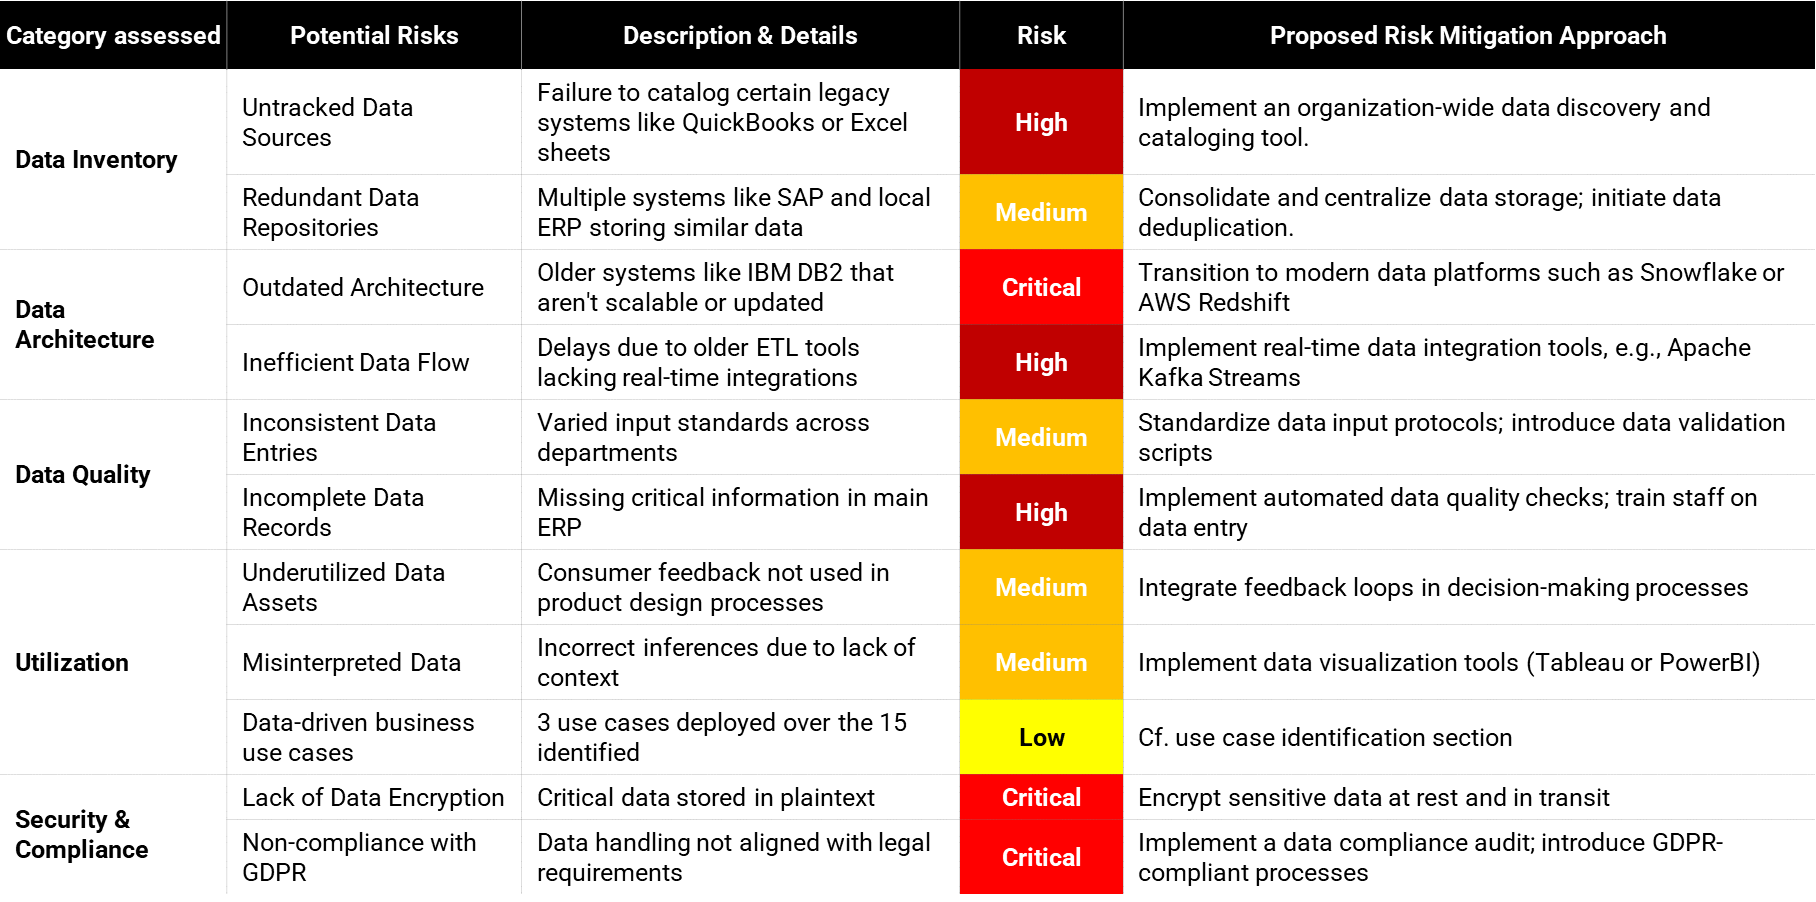 Category assessed
Potential Risks
Description & Details
Risk
Proposed Risk Mitigation Approach
Data Inventory
Untracked Data
Sources
Failure to catalog certain legacy
systems like QuickBooks or Excel
sheets
High
Implement an organization-wide data discovery and
cataloging tool.
Redundant Data
Repositories
Multiple systems like SAP and local
ERP storing similar data
Medium
Consolidate and centralize data storage; initiate data
deduplication.
Data
Architecture
Outdated Architecture
Older systems like IBM DB2 that
aren't scalable or updated
Critical
Transition to modern data platforms such as Snowflake or
AWS Redshift
Inefficient Data Flow
Delays due to older ETL tools
lacking real-time integrations
High
Implement real-time data integration tools, e.g., Apache
Kafka Streams
Data Quality
Inconsistent Data
Entries
Varied input standards across
departments
Medium
Standardize data input protocols; introduce data validation
scripts
Incomplete Data
Records
Missing critical information in main
ERP
High
Implement automated data quality checks; train staff on
data entry
Utilization
Underutilized Data
Assets
Consumer feedback not used in
product design processes
Medium
Integrate feedback loops in decision-making processes
Misinterpreted Data
Incorrect inferences due to lack of
context
Medium
Implement data visualization tools (Tableau or PowerBI)
Data-driven business
use cases
3 use cases deployed over the 15
identified
Low
Cf. use case identification section
Security &
Compliance
Lack of Data Encryption
Critical data stored in plaintext
Critical
Encrypt sensitive data at rest and in transit
Non-compliance with
GDPR
Data handling not aligned with legal
requirements
Critical
Implement a data compliance audit; introduce GDPR-
compliant processes